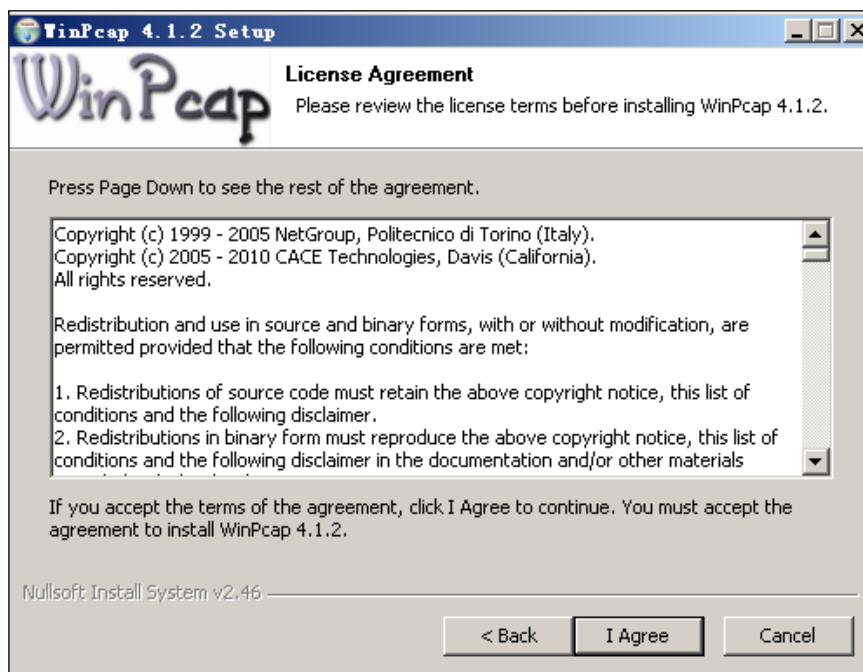 WinPcap 4.1.2 Setup
WinPcap
License Agreement
Please review the license terms before installing WinPcap 4.1.2.
Press Page Down to see the rest of the agreement.
Copyright (c) 1999 - 2005 NetGroup, Politecnico di Torino (Italy).
Copyright (c) 2005 - 2010 CACE Technologies, Davis (California).
All rights reserved.
Redistribution and use in source and binary forms, with or without modification, are
permitted provided that the following conditions are met:
1. Redistributions of source code must retain the above copyright notice, this list of
conditions and the following disclaimer.
2. Redistributions in binary form must reproduce the above copyright notice, this list of
conditions and the following disclaimer in the documentation and/or other materials
If you accept the terms of the agreement, click I Agree to continue. You must accept the
agreement to install WinPcap 4.1.2.
Nullsoft Install System v2.46
< Back
I Agree
Cancel